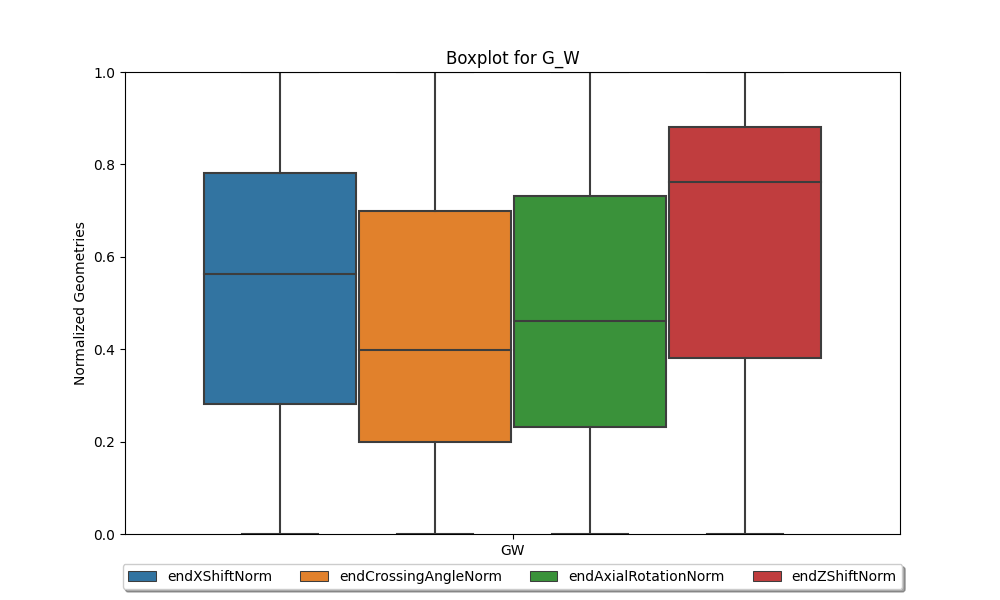 Boxplot for G_W
1.0
0.8
0.6
0.4
0.2
0.0
Normalized Geometries
GW
endXShiftNorm endCrossingAngleNorm endAxialRotationNorm endZShiftNorm